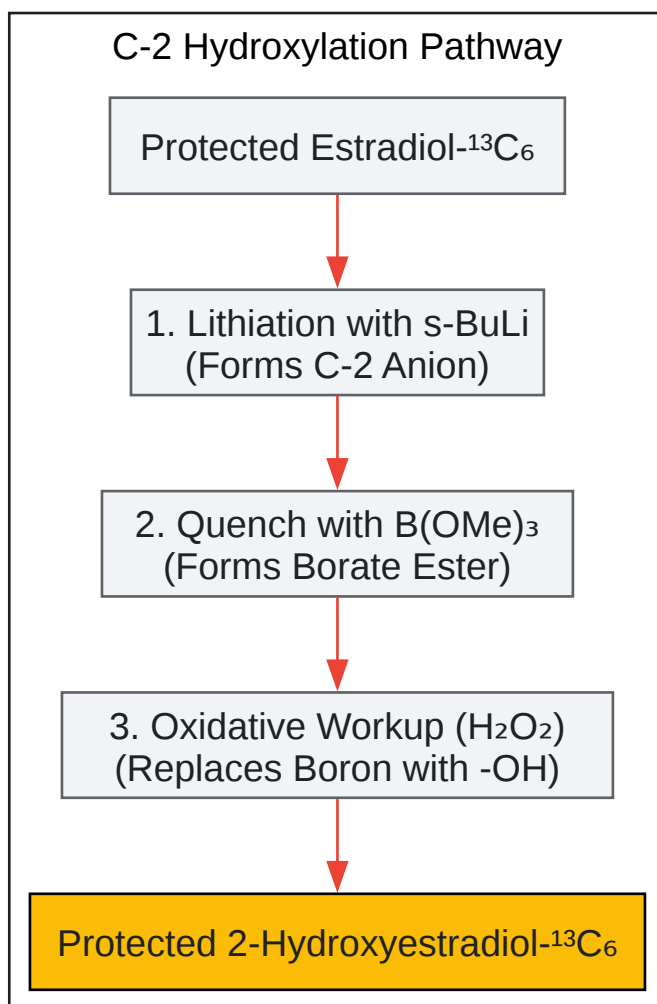 C-2 Hydroxylation Pathway
Protected Estradiol-¹³C₆
1. Lithiation with s-BuLi
(Forms C-2 Anion)
2. Quench with B(OMe)₃
(Forms Borate Ester)
3. Oxidative Workup (H₂O₂)
(Replaces Boron with -OH)
Protected 2-Hydroxyestradiol-¹³C₆